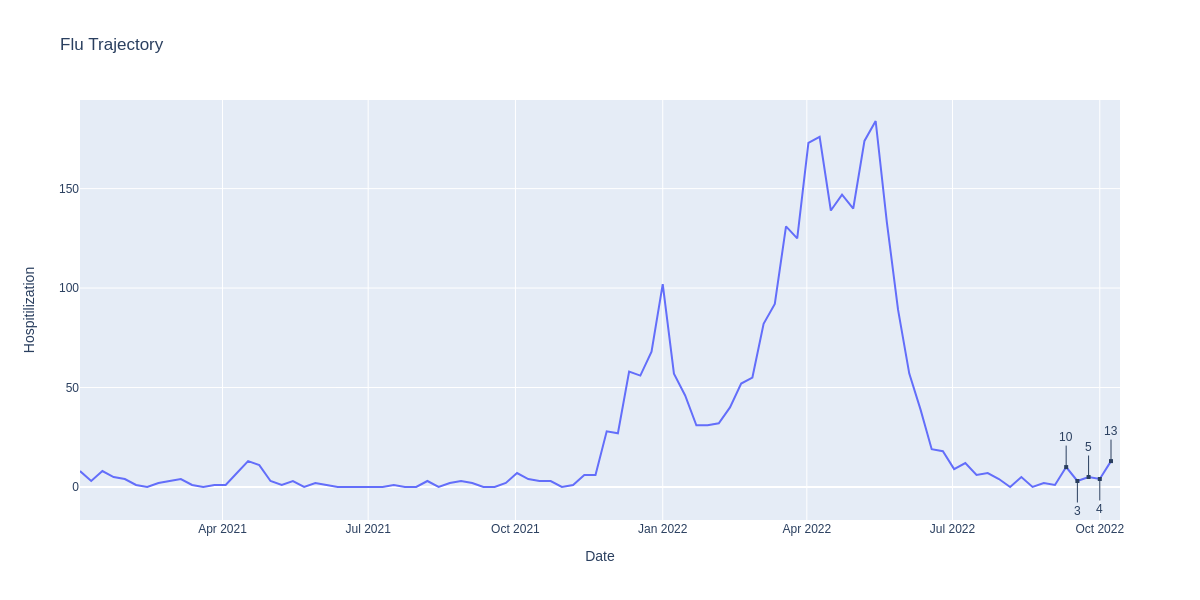 Flu Trajectory
Hospitilization
150
100
50
0
10
3
5
4
13
Apr 2021
Jul 2021
Oct 2021
Jan 2022
Apr 2022
Jul 2022
Oct 2022
Date